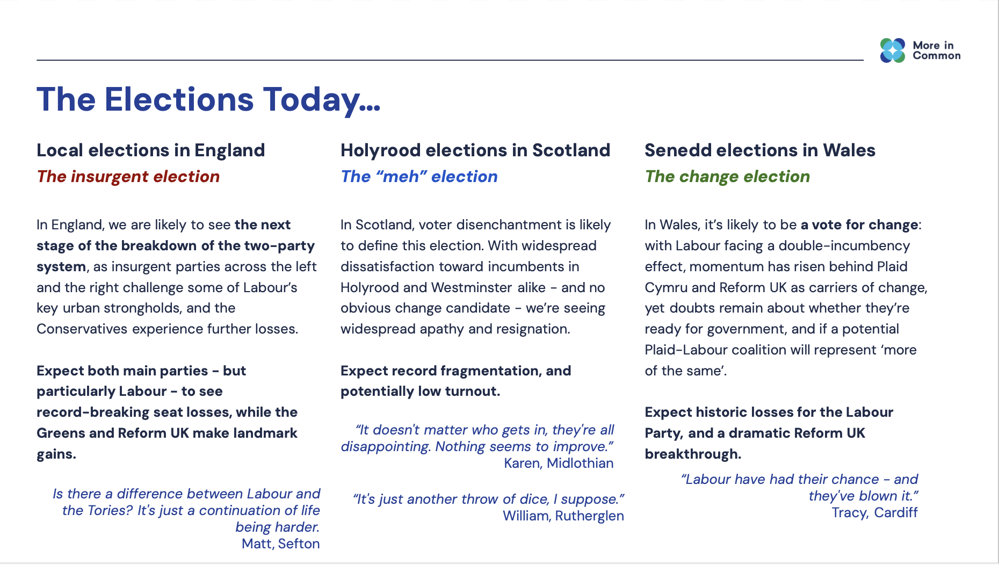 More in
Common
The Elections Today...
Local elections in England
The insurgent election
In England, we are likely to see the next
stage of the breakdown of the two-party
system, as insurgent parties across the left
and the right challenge some of Labour’s
key urban strongholds, and the
Conservatives experience further losses.
Expect both main parties - but
particularly Labour - to see
record-breaking seat losses, while the
Greens and Reform UK make landmark
gains.
Is there a difference between Labour and
the Tories? It's just a continuation of life
being harder.
Matt, Sefton
Holyrood elections in Scotland
The “meh” election
In Scotland, voter disenchantment is likely
to define this election. With widespread
dissatisfaction toward incumbents in
Holyrood and Westminster alike - and no
obvious change candidate - we’re seeing
widespread apathy and resignation.
Expect record fragmentation, and
potentially low turnout.
“It doesn't matter who gets in, they're all
disappointing. Nothing seems to improve.”
Karen, Midlothian
“It's just another throw of dice, I suppose.”
William, Rutherglen
Senedd elections in Wales
The change election
In Wales, it’s likely to be a vote for change:
with Labour facing a double-incumbency
effect, momentum has risen behind Plaid
Cymru and Reform UK as carriers of change,
yet doubts remain about whether they’re
ready for government, and if a potential
Plaid-Labour coalition will represent ‘more
of the same’.
Expect historic losses for the Labour
Party, and a dramatic Reform UK
breakthrough.
“Labour have had their chance - and
they've blown it.”
Tracy, Cardiff